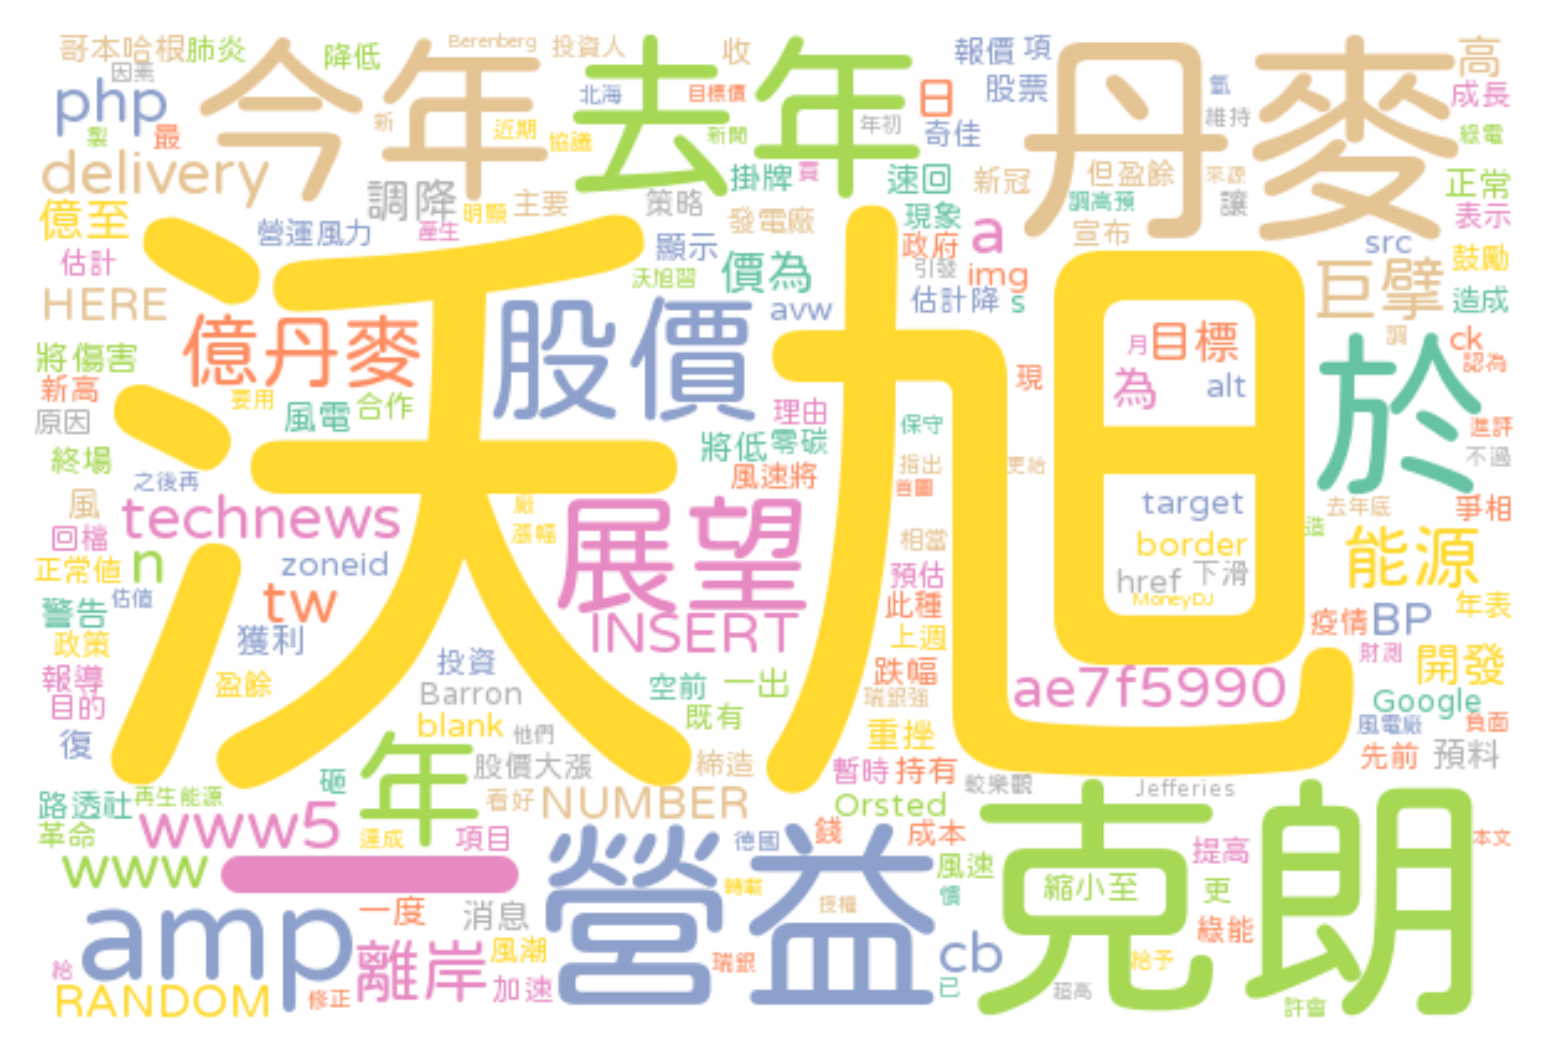 哥本哈根
肺炎
因素
降低
Berenberg
投資人
收
報價
項
高
php
今年
去年
丹麥
北海
目標價
日
股票
氫
成長
製
最
新
近期
協議
新聞
年初
奇佳
維持
綠電
delivery
調降
明顯
主要
策略
掛牌
買
速回
新冠
但盈餘
來源
正常
億至
營運風力
產生
發電廠
現象
調高預
讓
表示
估計
顯示
沃旭習
價為
政府
a
宣布
src
鼓勵
HERE
沃旭
引發
img
巨擘
造成
億丹麥
股價
avw
估計降
s
將傷害
月
目標
調
ck
認為
新高
要用
風電
合作
理由
現
為
alt
於
原因
將低
零碳
保守
進評
終場
之後再
風速將
指出
首圖
更給
不過
風
technews
嚴
展望
target
去年底
爭相
回檔
漲幅
相當
border
造
能源
正常值
n
zoneid
預估
href
下滑
警告
估值
tw
此種
MoneyDJ
年表
政策
獲利
INSERT
上週
疫情
BP
報導
投資
跌幅
財測
開發
目的
盈餘
Barron
空前
一出
瑞銀強
ae7f5990
Google
復
blank
他們
既有
重挫
風電廠
負面
年
股價大漲
締造
暫時
持有
先前
預料
砸
較樂觀
Jefferies
路透社
再生能源
看好
NUMBER
Orsted
克朗
革命
www5
達成
項目
德國
錢
成本
提高
本文
www
一
營益
轉載
風速
縮小至
更
amp
一度
消息
授權
慣
離岸
風潮
瑞銀
cb
給予
綠能
給
RANDOM
修正
加速
已
超高
許會